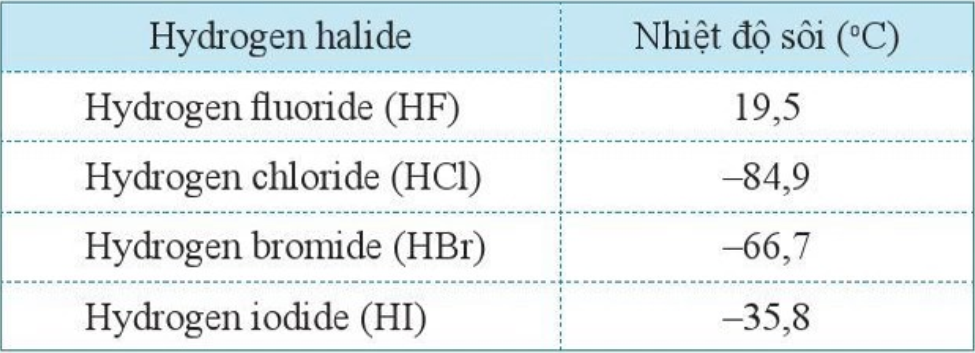 Hydrogen halide Nhiệt độ sôi (°C)
Hydrogen fluoride (HF) 19,5
Hydrogen chloride (HCl) –84,9
Hydrogen bromide (HBr) –66,7
Hydrogen iodide (HI) –35,8